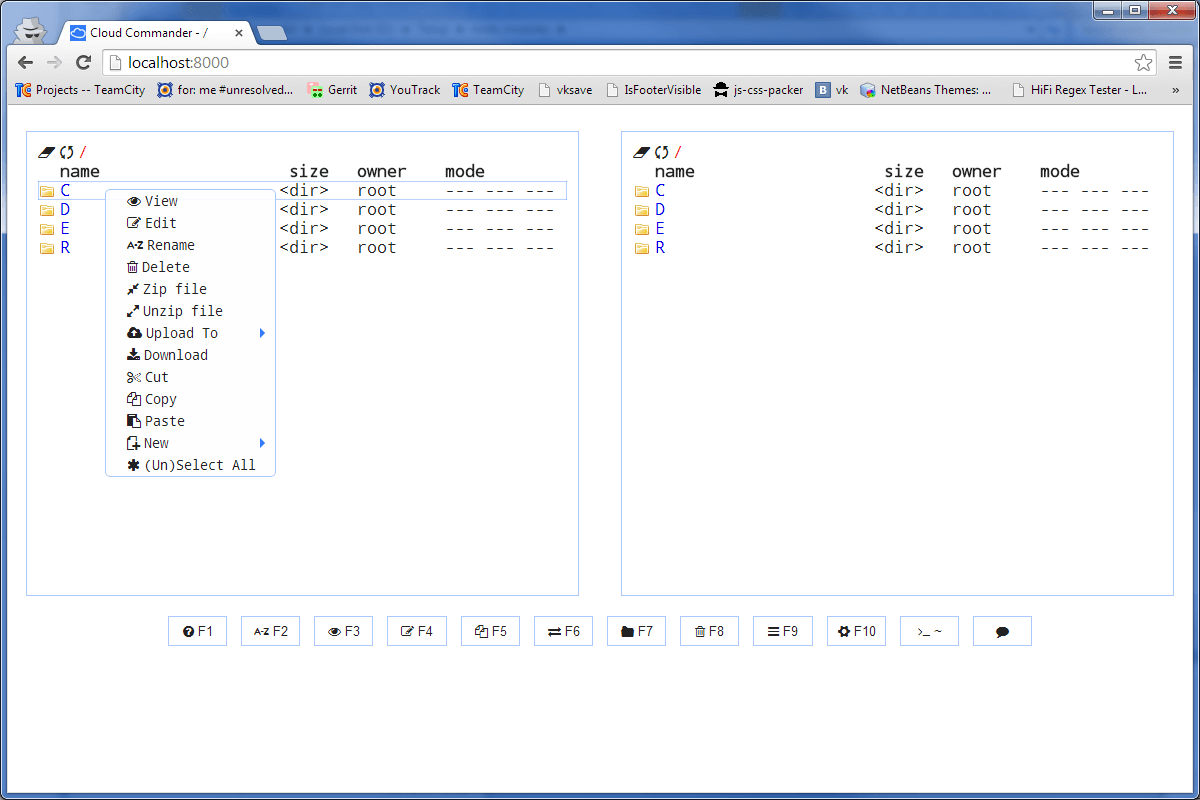 Cloud Commander - /
localhost:8000
Projects -- TeamCity for: me #unresolved... Gerrit YouTrack TeamCity vksave IsFooterVisible js-css-packer B vk NetBeans Themes: ... HiFi Regex Tester - L... »
/
name size owner mode
C <dir> root --- --- ---
D <dir> root --- --- ---
E <dir> root --- --- ---
R <dir> root --- --- ---
View
Edit
A-Z Rename
Delete
Zip file
Unzip file
Upload To
Download
Cut
Copy
Paste
New
(Un)Select All
/
name size owner mode
C <dir> root --- --- ---
D <dir> root --- --- ---
E <dir> root --- --- ---
R <dir> root --- --- ---
F1 A-Z F2 F3 F4 F5 F6 F7 F8 F9 F10 >_ ~